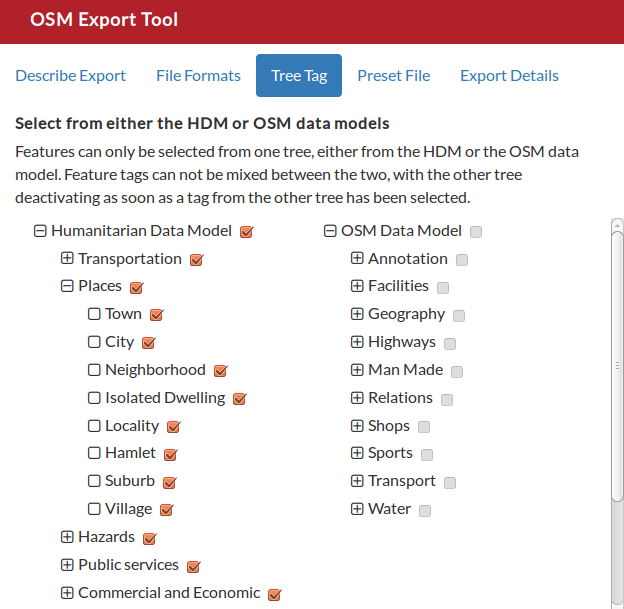 OSM Export Tool
Describe Export File Formats Tree Tag Preset File Export Details
Select from either the HDM or OSM data models
Features can only be selected from one tree, either from the HDM or the OSM data
model. Feature tags can not be mixed between the two, with the other tree
deactivating as soon as a tag from the other tree has been selected.
Humanitarian Data Model
Transportation
Places
Town
City
Neighborhood
Isolated Dwelling
Locality
Hamlet
Suburb
Village
Hazards
Public services
Commercial and Economic
OSM Data Model
Annotation
Facilities
Geography
Highways
Man Made
Relations
Shops
Sports
Transport
Water